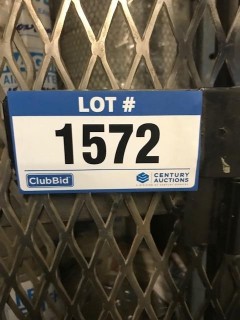 LOT #
1572
ClubBid
CENTURY
AUCTIONS